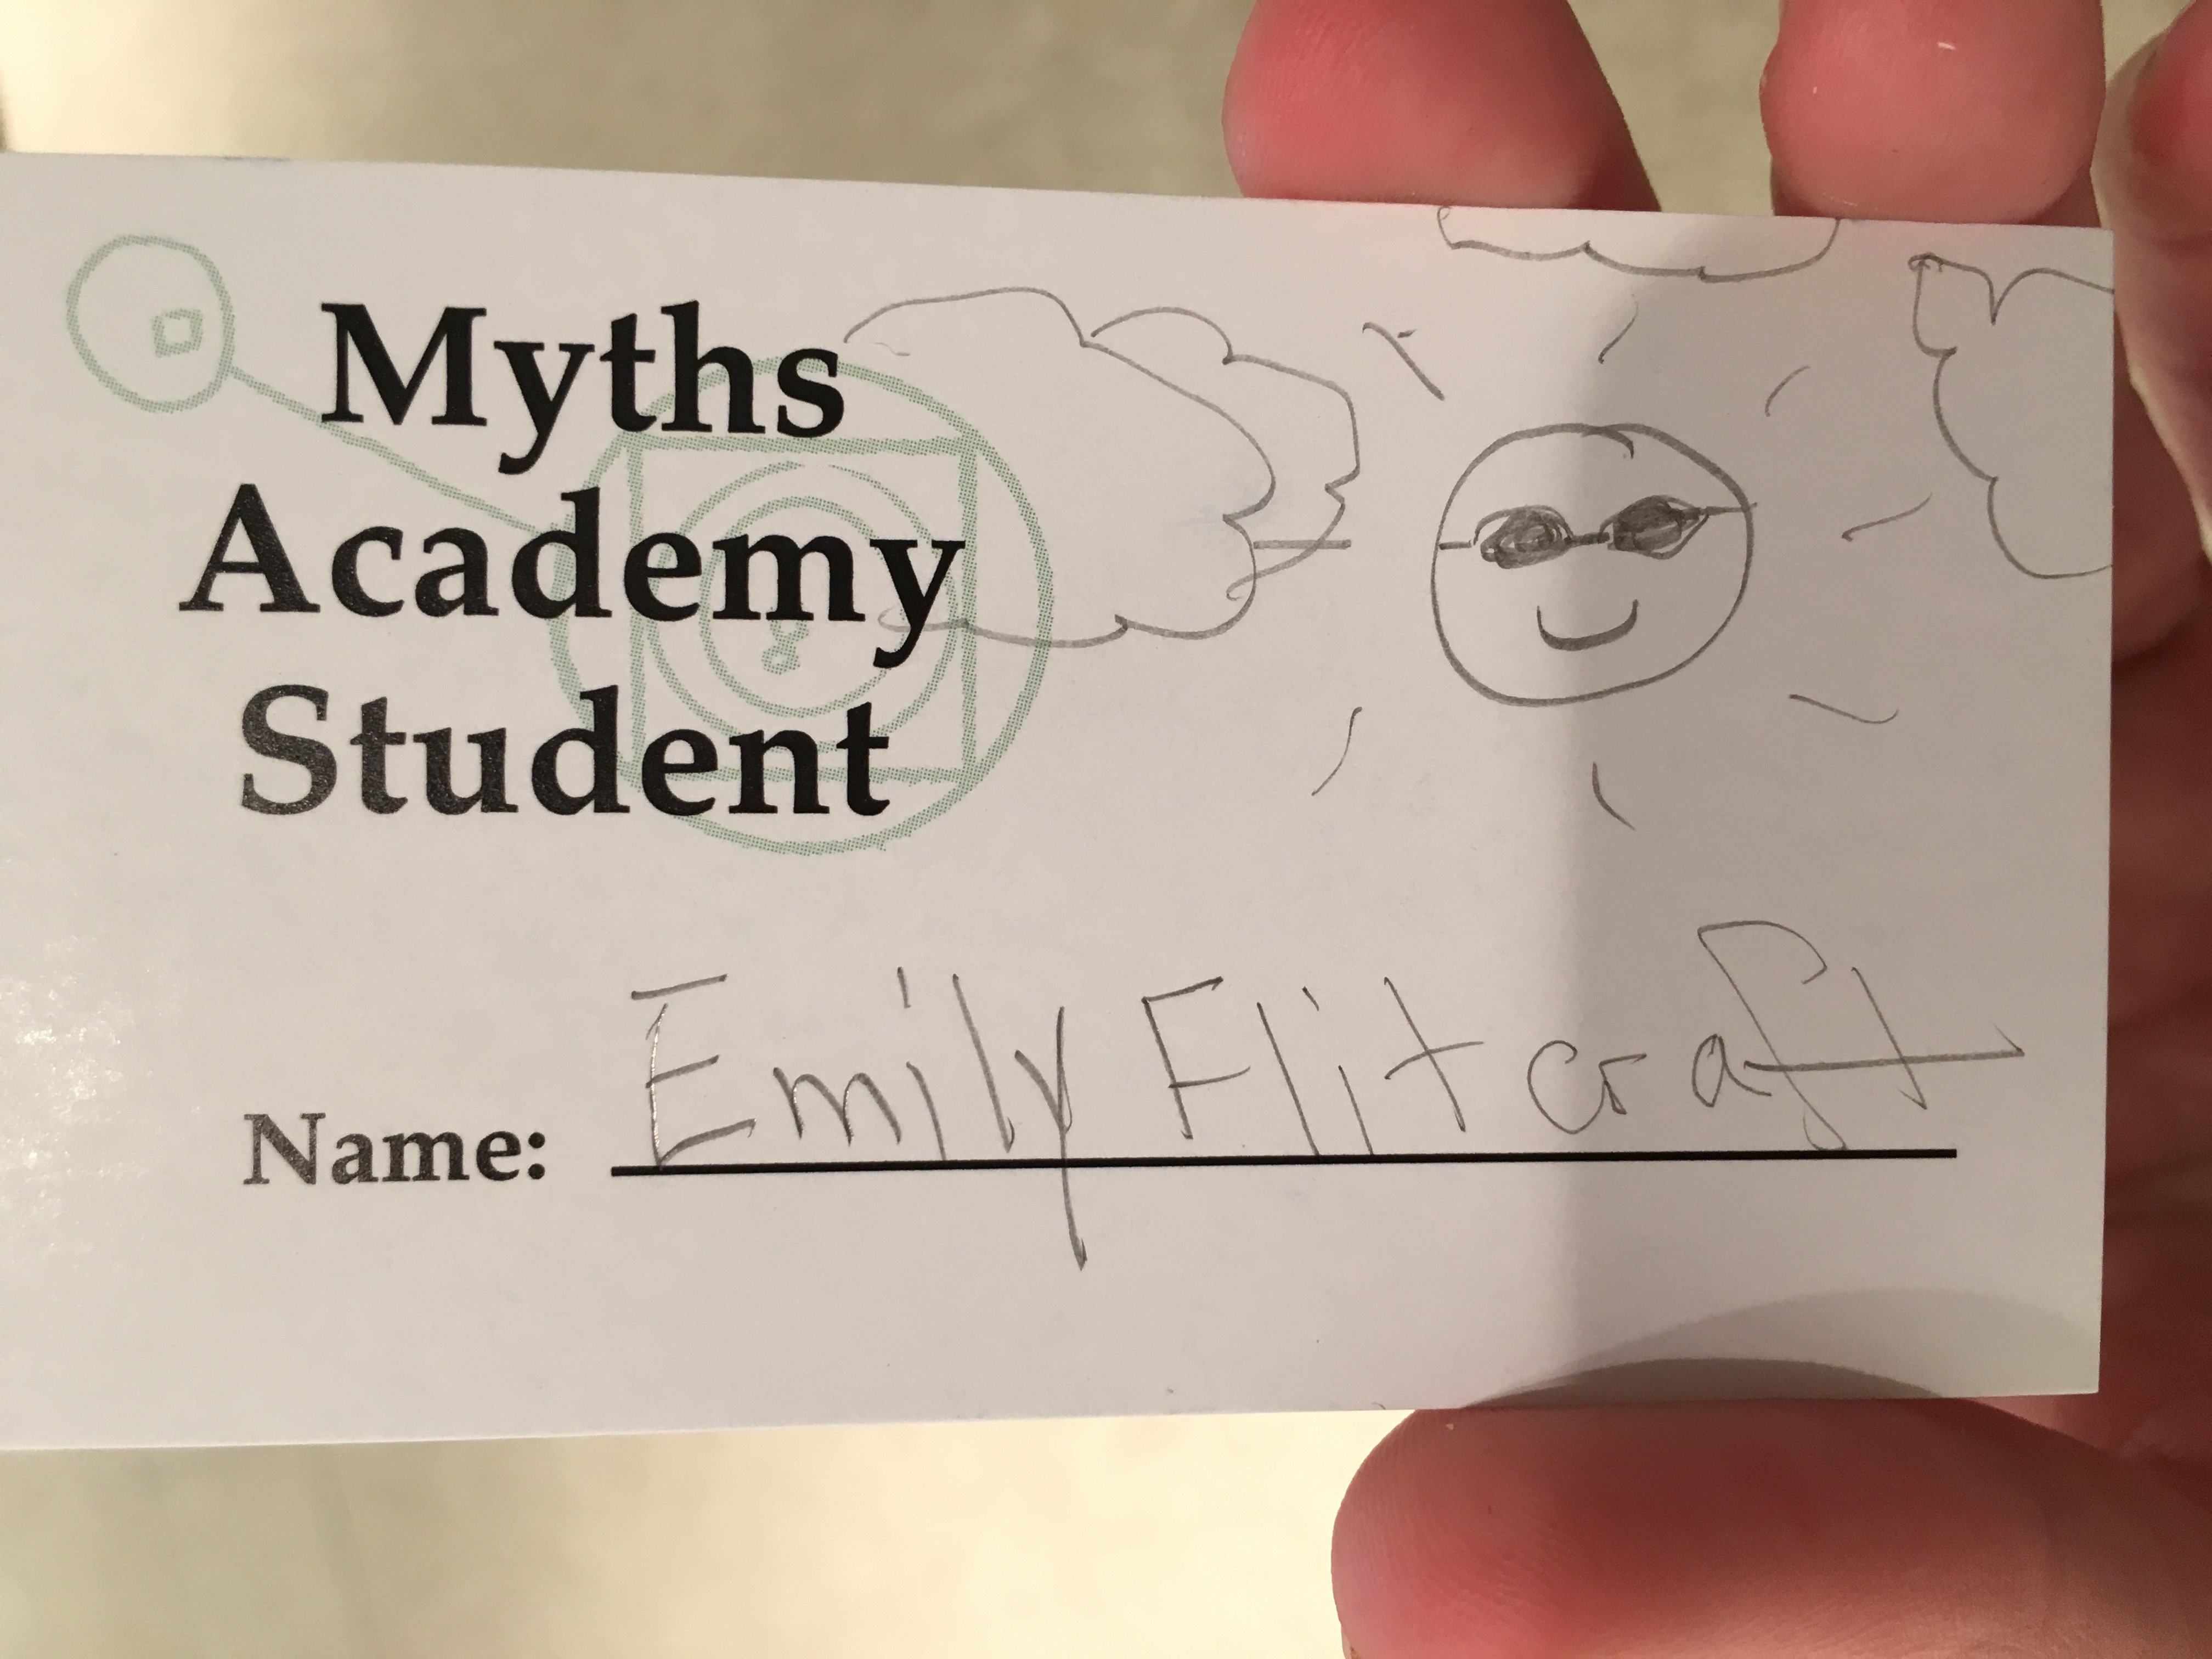 Myths
Academy
Student
Name: Emily Flitcraft